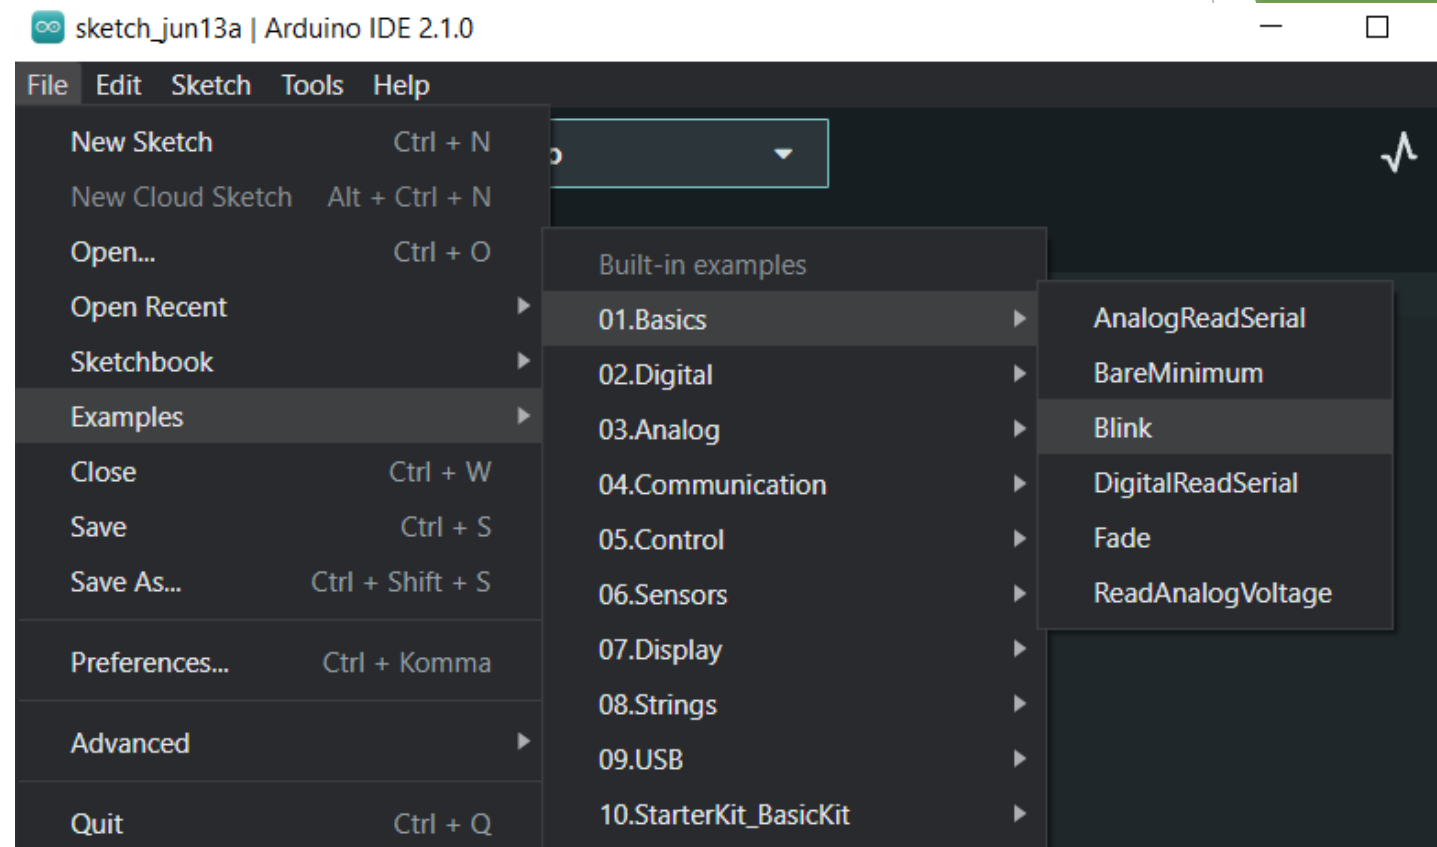 sketch_jun13a | Arduino IDE 2.1.0
File Edit Sketch Tools Help
New Sketch Ctrl + N
New Cloud Sketch Alt + Ctrl + N
Open... Ctrl + O
Open Recent
Sketchbook
Examples
Close Ctrl + W
Save Ctrl + S
Save As... Ctrl + Shift + S
Preferences... Ctrl + Komma
Advanced
Quit Ctrl + Q
Built-in examples
01.Basics
02.Digital
03.Analog
04.Communication
05.Control
06.Sensors
07.Display
08.Strings
09.USB
10.StarterKit_BasicKit
AnalogReadSerial
BareMinimum
Blink
DigitalReadSerial
Fade
ReadAnalogVoltage